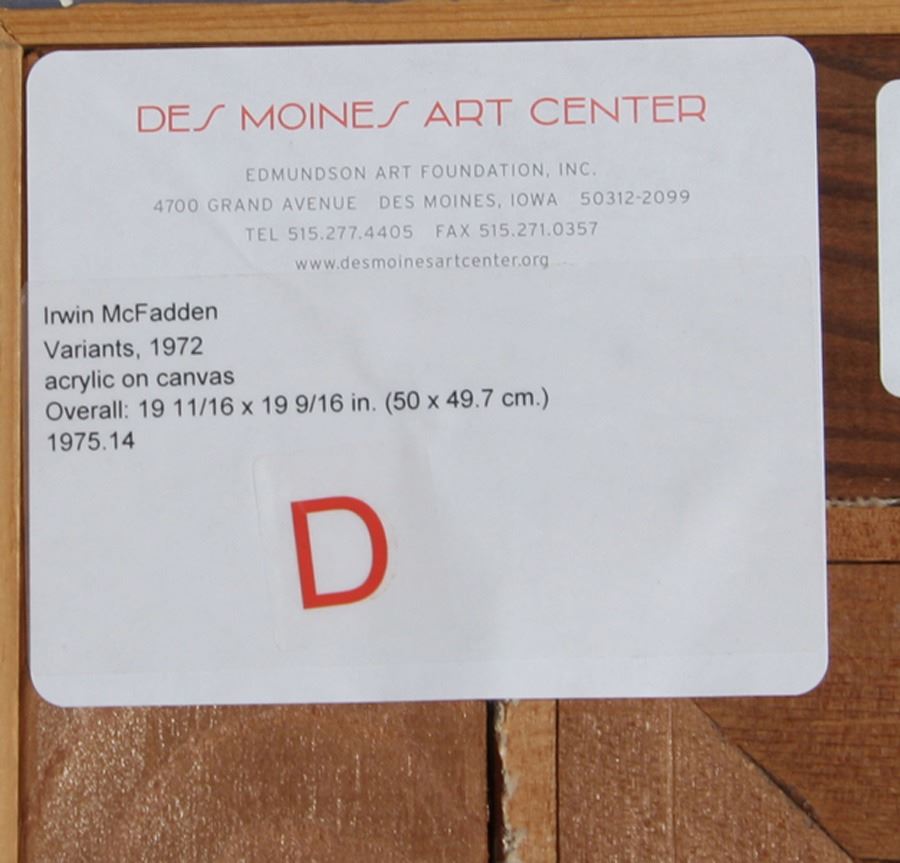 DES MOINES ART CENTER
EDMUNDSON ART FOUNDATION, INC.
4700 GRAND AVENUE DES MOINES, IOWA 50312-2099
TEL 515.277.4405 FAX 515.271.0357
www.desmoinesartcenter.org
Irwin McFadden
Variants, 1972
acrylic on canvas
Overall: 19 11/16 x 19 9/16 in. (50 x 49.7 cm.)
1975.14
D